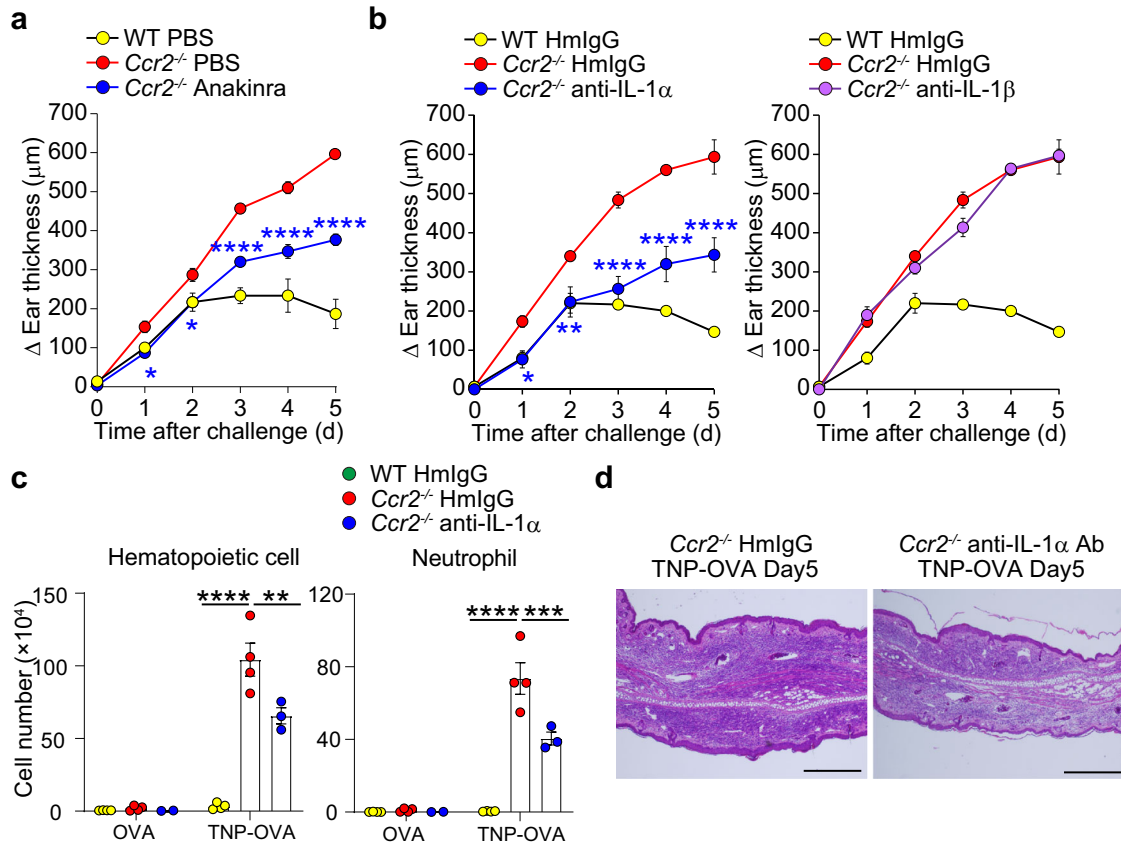 a
WT PBS
Ccr2-/- PBS
Ccr2-/- Anakinra
Δ Ear thickness (μm)
700
600
500
400
300
200
100
0
****
****
****
*
*
0 1 2 3 4 5
Time after challenge (d)
b
WT HmIgG
Ccr2-/- HmIgG
Ccr2-/- anti-IL-1α
Δ Ear thickness (μm)
700
600
500
400
300
200
100
0
****
****
****
**
*
0 1 2 3 4 5
Time after challenge (d)
WT HmIgG
Ccr2-/- HmIgG
Ccr2-/- anti-IL-1β
Δ Ear thickness (μm)
700
600
500
400
300
200
100
0
0 1 2 3 4 5
Time after challenge (d)
c
WT HmIgG
Ccr2-/- HmIgG
Ccr2-/- anti-IL-1α
Hematopoietic cell
Cell number (×10⁴)
150
100
50
0
**** **
OVA TNP-OVA
Neutrophil
120
80
40
0
**** ***
OVA TNP-OVA
d
Ccr2-/- HmIgG
TNP-OVA Day5
Ccr2-/- anti-IL-1α Ab
TNP-OVA Day5